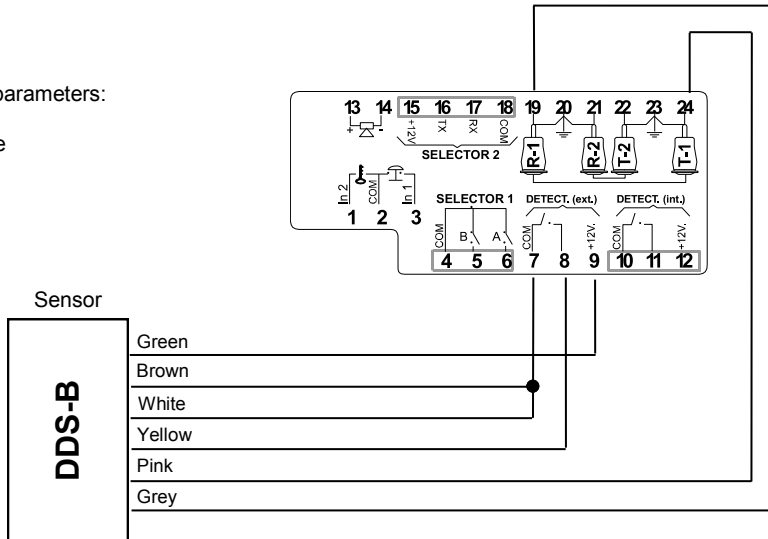 parameters:
e
13 14 15 16 17 18 19 20 21 22 23 24
+ - +12V TX RX COM
SELECTOR 2
R-1 R-2 T-2 T-1
In 2 COM In 1
1 2 3
SELECTOR 1 DETECT. (ext.) DETECT. (int.)
COM B A COM +12V. COM +12V.
4 5 6 7 8 9 10 11 12
Sensor
DDS-B
Green
Brown
White
Yellow
Pink
Grey